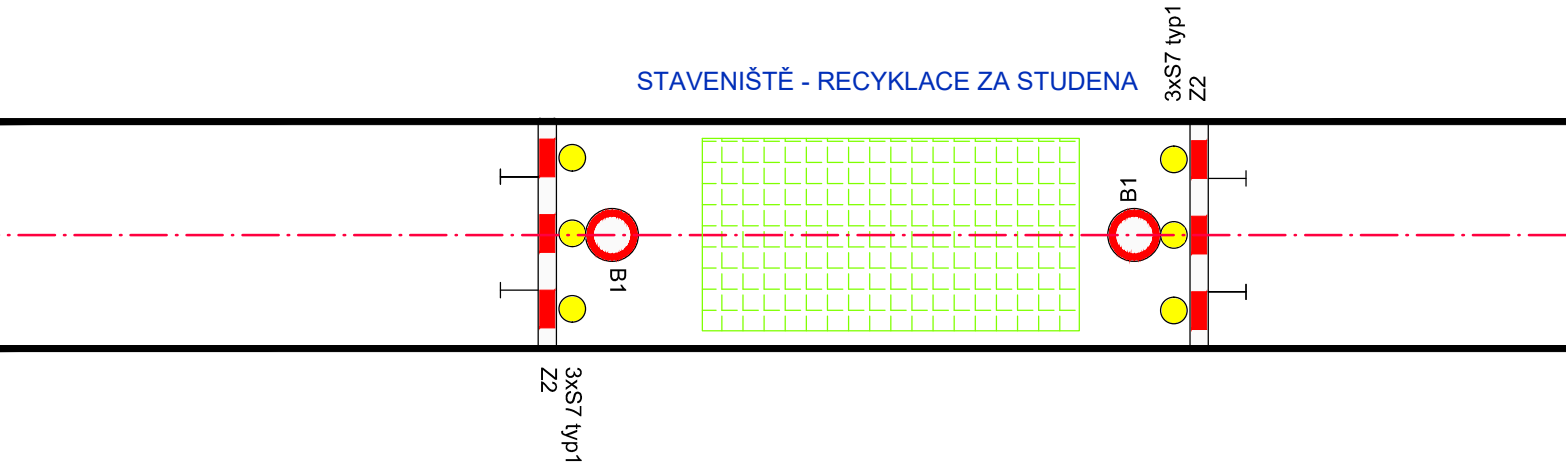 STAVENIŠTĚ - RECYKLACE ZA STUDENA
3xS7 typ1
Z2
B1
B1
3xS7 typ1
Z2